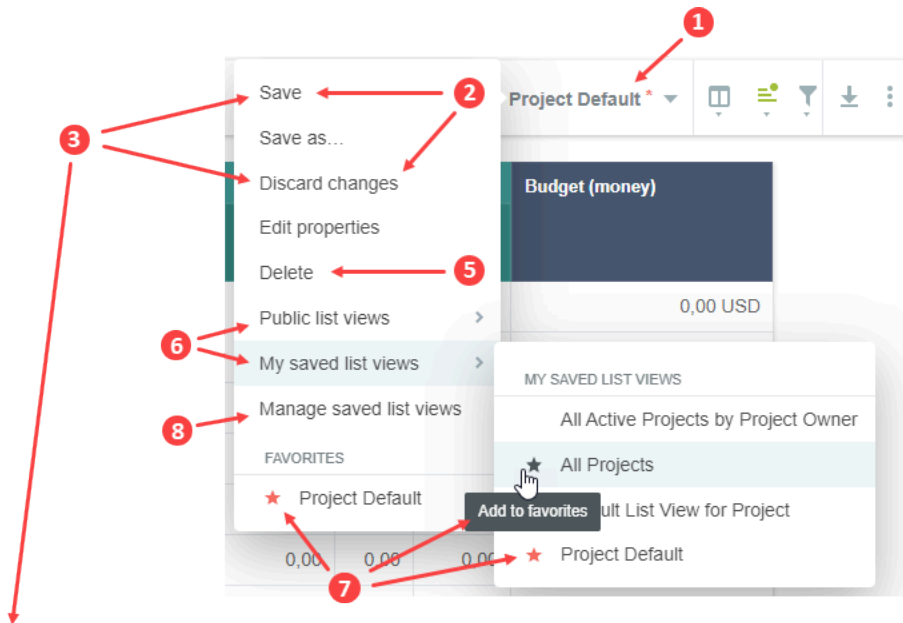 1
Save
2
Project Default *
3
Save as...
Discard changes
Budget (money)
Edit properties
Delete
5
Public list views
0,00 USD
6
My saved list views
MY SAVED LIST VIEWS
Manage saved list views
All Active Projects by Project Owner
8
FAVORITES
All Projects
Project Default
Add to favorites
ult List View for Project
0,00 0,00 0,00
Project Default
7